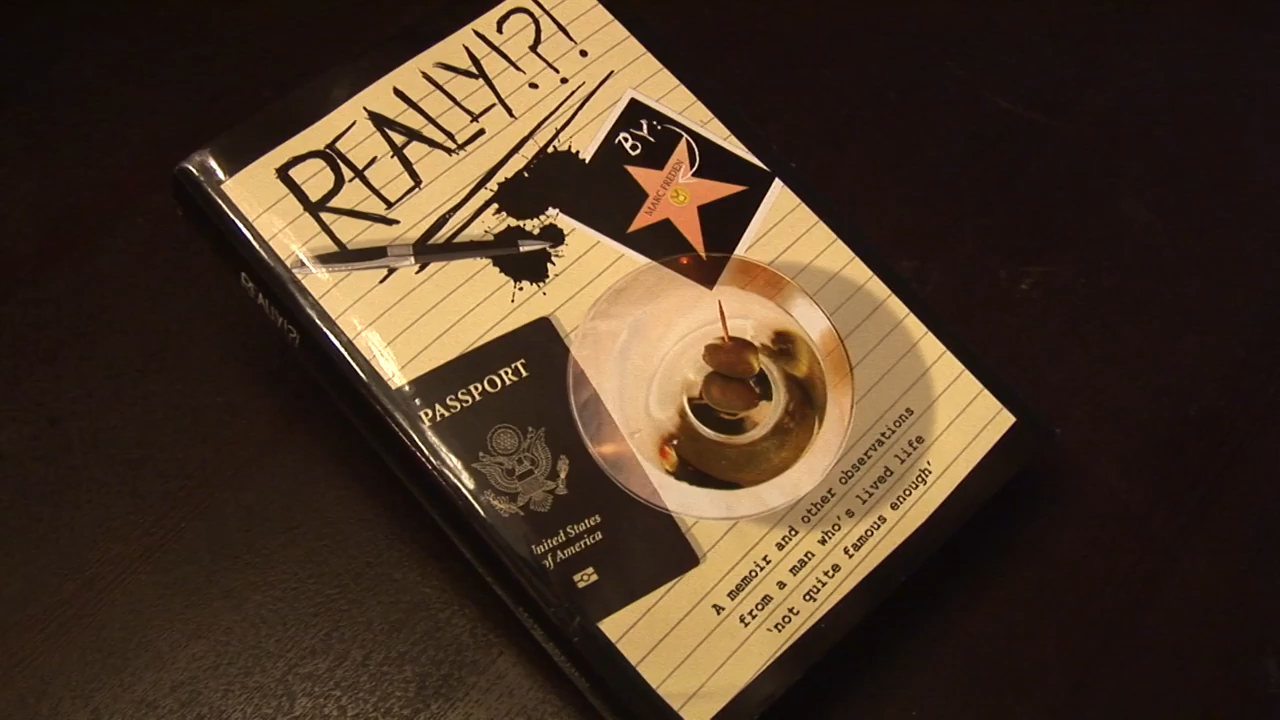 REALLY!?!
BY:
MARC FREDEN
REALLY!?!
PASSPORT
United States
of America
A memoir and other observations
from a man who's lived life
'not quite famous enough'